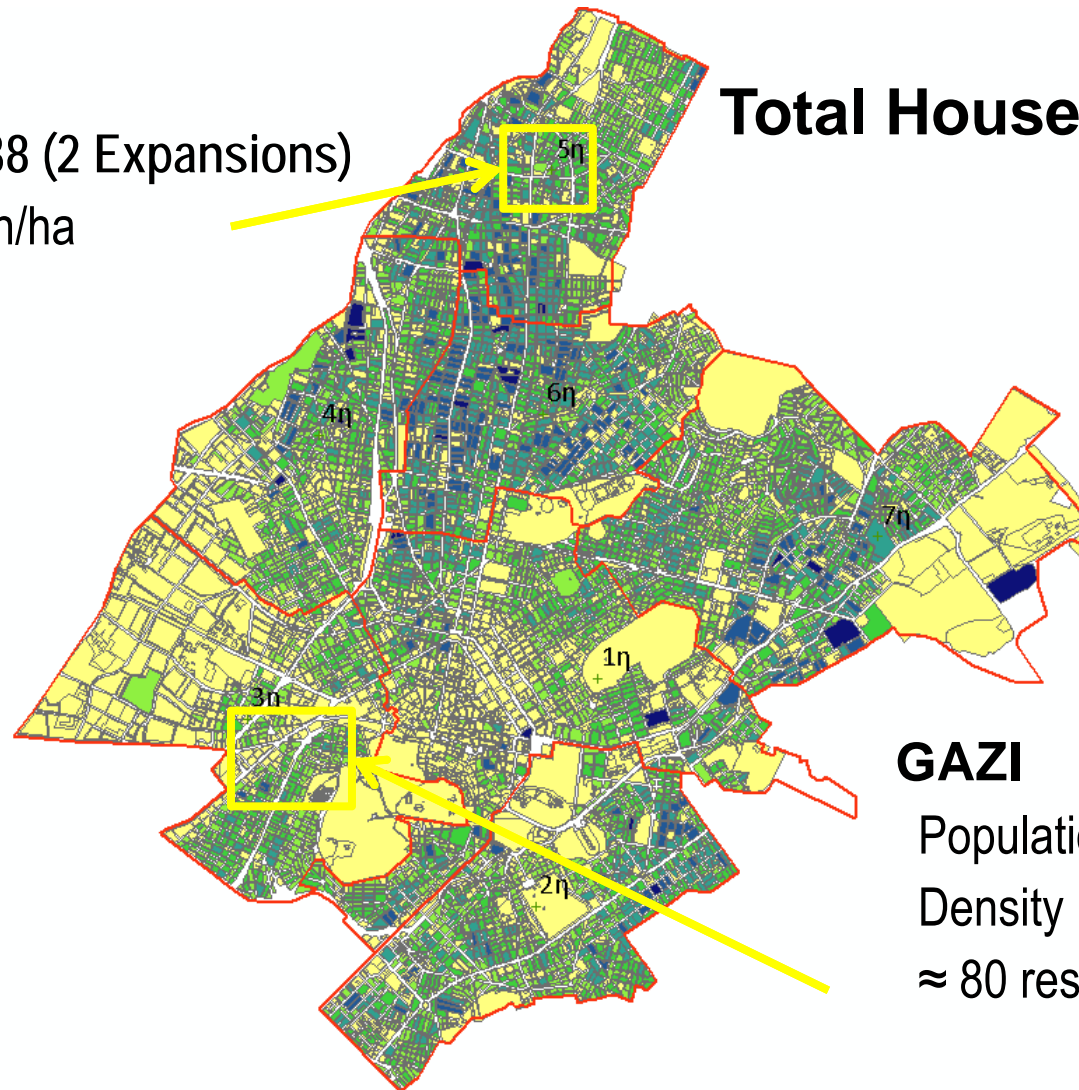 Total House
38 (2 Expansions)
n/ha
5η
6η
4η
7η
1η
3η
2η
GAZI
Populatio
Density
≈ 80 res